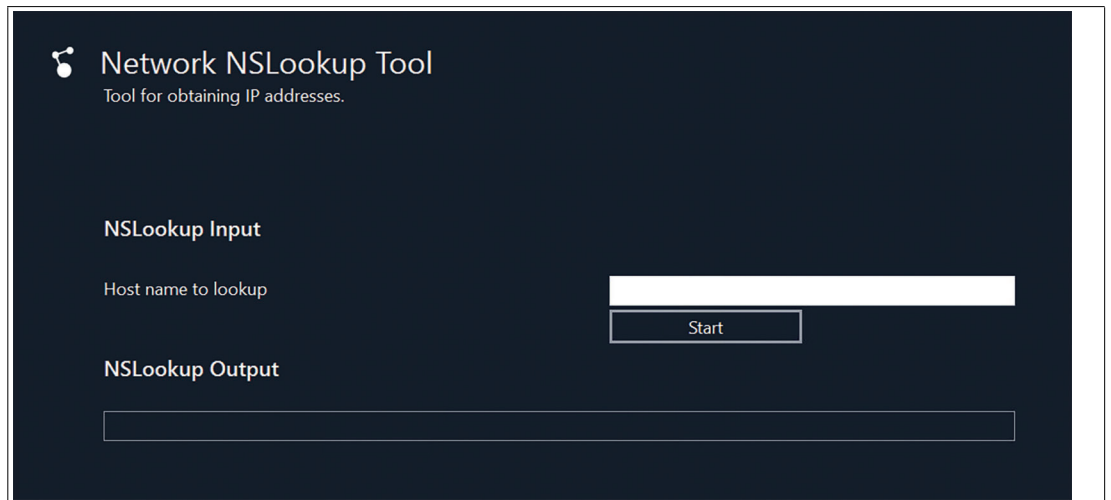 Network NSLookup Tool
Tool for obtaining IP addresses.
NSLookup Input
Host name to lookup
Start
NSLookup Output